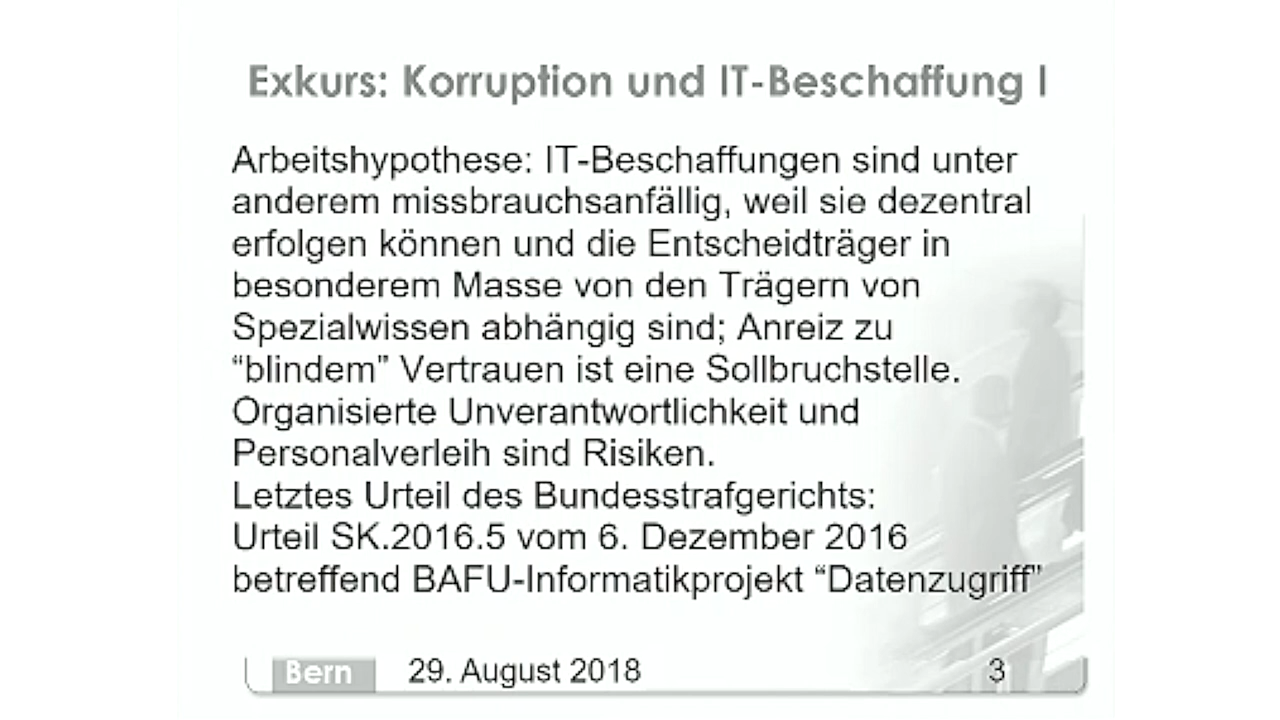 Exkurs: Korruption und IT-Beschaffung I
Arbeitshypothese: IT-Beschaffungen sind unter
anderem missbrauchsanfällig, weil sie dezentral
erfolgen können und die Entscheidträger in
besonderem Masse von den Trägern von
Spezialwissen abhängig sind; Anreiz zu
“blindem” Vertrauen ist eine Sollbruchstelle.
Organisierte Unverantwortlichkeit und
Personalverleih sind Risiken.
Letztes Urteil des Bundesstrafgerichts:
Urteil SK.2016.5 vom 6. Dezember 2016
betreffend BAFU-Informatikprojekt “Datenzugriff”
Bern 29. August 2018 3